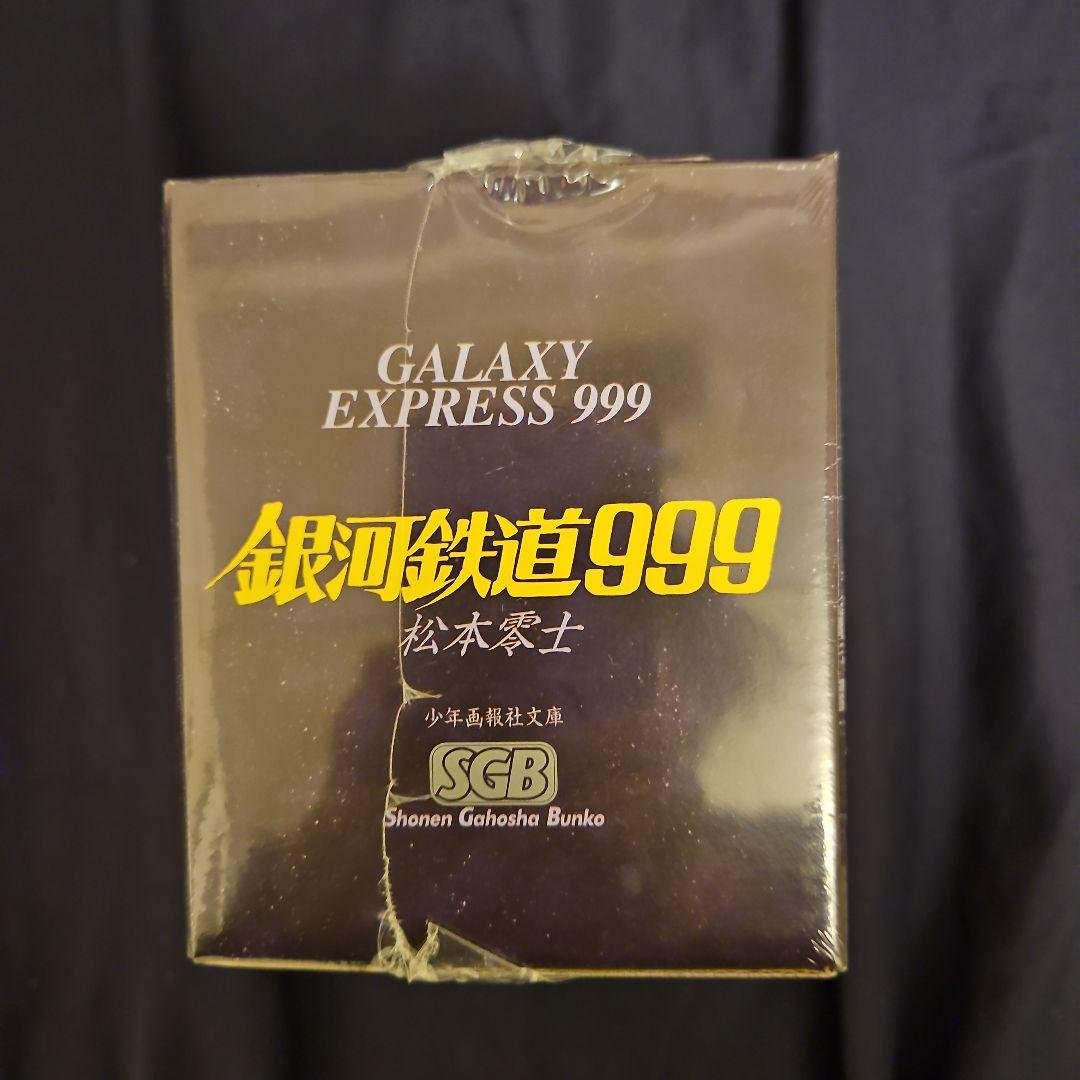 GALAXY
EXPRESS 999
銀河鉄道999
松本零士
少年画報社文庫
SGB
Shonen Gahosha Bunko